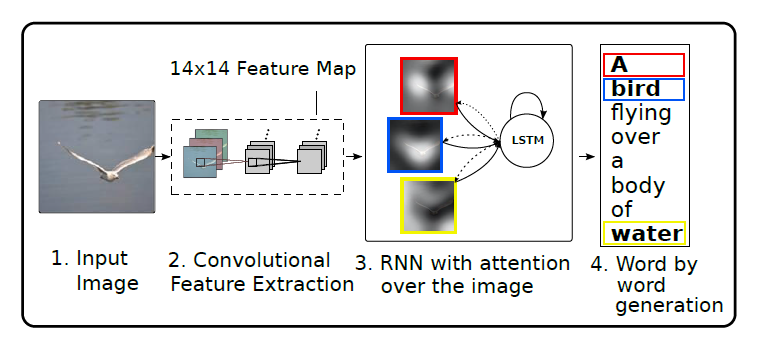 14x14 Feature Map
LSTM
A
bird
flying
over
a
body
of
water
1. Input
Image
2. Convolutional
Feature Extraction
3. RNN with attention
over the image
4. Word by
word
generation